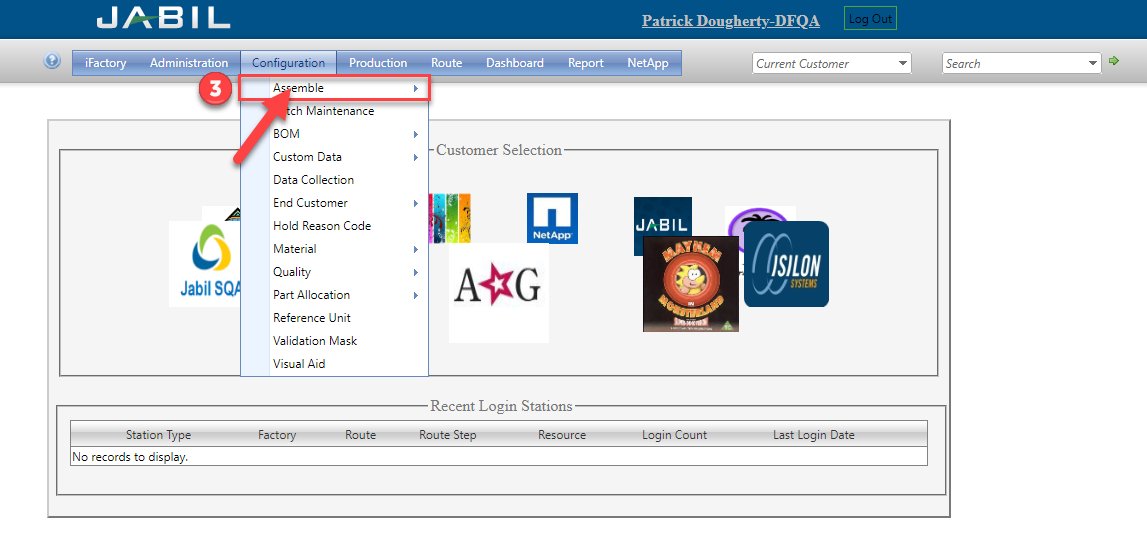 JABIL
Patrick Dougherty-DFQA
Log Out
iFactory Administration Configuration Production Route Dashboard Report NetApp
Current Customer
Search
3
Assemble
Maintenance
BOM
Custom Data
Data Collection
End Customer
Hold Reason Code
Material
Quality
Part Allocation
Reference Unit
Validation Mask
Visual Aid
Customer Selection
Jabil SQA
NetApp
A G
JABIL
MAYHEM
IN
MONSTERLAND
ISILON
SYSTEMS
Recent Login Stations
Station Type Factory Route Route Step Resource Login Count Last Login Date
No records to display.